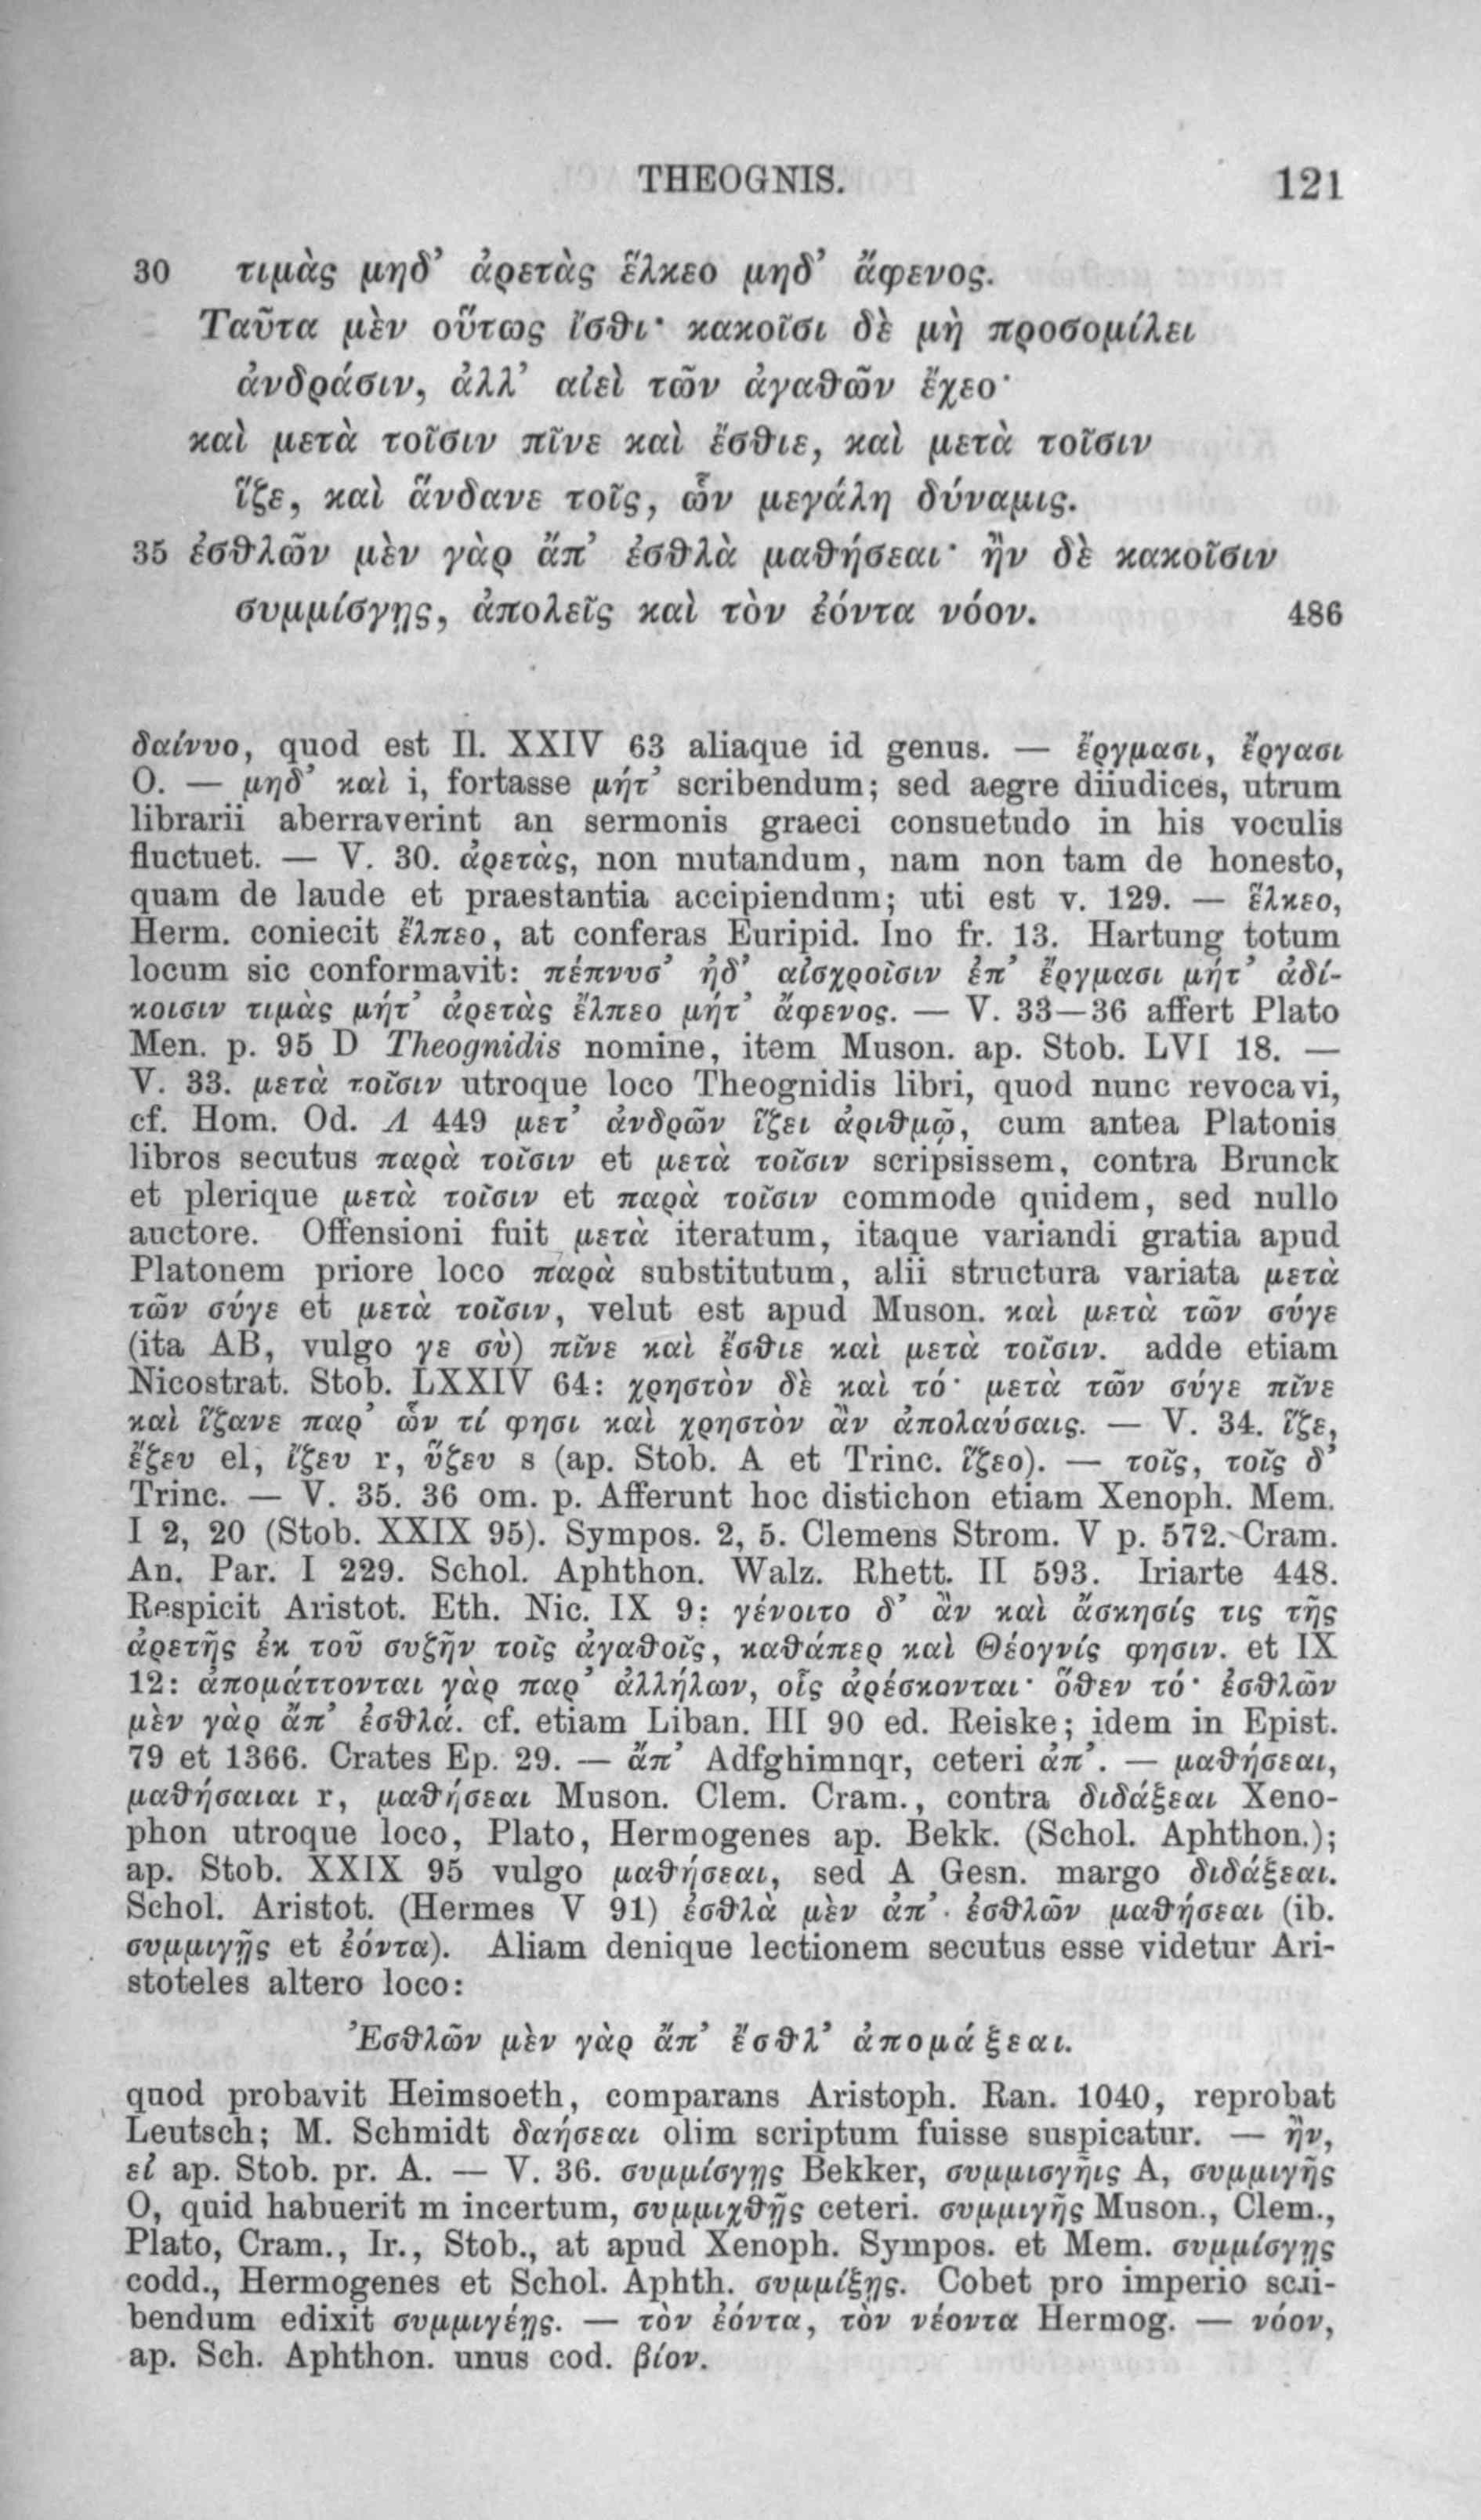 THEOGNIS. 121
30 τιμὰς μηδ’ ἀρετὰς ἕλκεο μηδ’ ἄφενος.
Ταῦτα μὲν οὕτως ἴσθι· κακοῖσι δὲ μὴ προσομίλει
ἀνδράσιν, ἀλλ’ αἰεὶ τῶν ἀγαθῶν ἔχεο·
καὶ μετὰ τοῖσιν πῖνε καὶ ἔσθιε, καὶ μετὰ τοῖσιν
ἵζε, καὶ ἅνδανε τοῖς, ὧν μεγάλη δύναμις.
35 ἐσθλῶν μὲν γὰρ ἄπ’ ἐσθλὰ μαθήσεαι· ἢν δὲ κακοῖσιν
συμμίσγῃς, ἀπολεῖς καὶ τὸν ἐόντα νόον. 486
δαίνυο, quod est Il. XXIV 63 aliaque id genus. — ἔργμασι, ἔργασι
O. — μηδ’ καὶ i, fortasse μήτ’ scribendum; sed aegre diiudices, utrum
librarii aberraverint an sermonis graeci consuetudo in his voculis
fluctuet. — V. 30. ἀρετὰς, non mutandum, nam non tam de honesto,
quam de laude et praestantia accipiendum; uti est v. 129. — ἕλκεο,
Herm. coniecit ἔλπεο, at conferas Euripid. Ino fr. 13. Hartung totum
locum sic conformavit: πέπνυσ’ ἠδ’ αἰσχροῖσιν ἐπ’ ἔργμασι μήτ’ ἀδί-
κοισιν τιμὰς μήτ’ ἀρετὰς ἔλπεο μήτ’ ἄφενος. — V. 33—36 affert Plato
Men. p. 95 D Theognidis nomine, item Muson. ap. Stob. LVI 18. —
V. 33. μετὰ τοῖσιν utroque loco Theognidis libri, quod nunc revocavi,
cf. Hom. Od. Λ 449 μετ’ ἀνδρῶν ἵζει ἀριθμῷ, cum antea Platonis
libros secutus παρὰ τοῖσιν et μετὰ τοῖσιν scripsissem, contra Brunck
et plerique μετὰ τοῖσιν et παρὰ τοῖσιν commode quidem, sed nullo
auctore. Offensioni fuit μετὰ iteratum, itaque variandi gratia apud
Platonem priore loco παρὰ substitutum, alii structura variata μετὰ
τῶν σύγε et μετὰ τοῖσιν, velut est apud Muson. καὶ μετὰ τῶν σύγε
(ita AB, vulgo γε σὺ) πῖνε καὶ ἔσθιε καὶ μετὰ τοῖσιν. adde etiam
Nicostrat. Stob. LXXIV 64: χρηστὸν δὲ καὶ τό· μετὰ τῶν σύγε πῖνε
καὶ ἵζανε παρ’ ὧν τί φησι καὶ χρηστὸν ἂν ἀπολαύσαις. — V. 34. ἵζε,
ἕζευ el, ἵζευ r, ὕζευ s (ap. Stob. A et Trinc. ἵζεο). — τοῖς, τοῖς δ’
Trinc. — V. 35. 36 om. p. Afferunt hoc distichon etiam Xenoph. Mem.
I 2, 20 (Stob. XXIX 95). Sympos. 2, 5. Clemens Strom. V p. 572. Cram.
An. Par. I 229. Schol. Aphthon. Walz. Rhett. II 593. Iriarte 448.
Respicit Aristot. Eth. Nic. IX 9: γένοιτο δ’ ἂν καὶ ἄσκησίς τις τῆς
ἀρετῆς ἐκ τοῦ συζῆν τοῖς ἀγαθοῖς, καθάπερ καὶ Θέογνίς φησιν. et IX
12: ἀπομάττονται γὰρ παρ’ ἀλλήλων, οἷς ἀρέσκονται· ὅθεν τό· ἐσθλῶν
μὲν γὰρ ἄπ’ ἐσθλά. cf. etiam Liban. III 90 ed. Reiske; idem in Epist.
79 et 1366. Crates Ep. 29. — ἄπ’ Adfghimnqr, ceteri ἀπ’. — μαθήσεαι,
μαθήσαιαι r, μαθήσεαι Muson. Clem. Cram., contra διδάξεαι Xeno-
phon utroque loco, Plato, Hermogenes ap. Bekk. (Schol. Aphthon.);
ap. Stob. XXIX 95 vulgo μαθήσεαι, sed A Gesn. margo διδάξεαι.
Schol. Aristot. (Hermes V 91) ἐσθλὰ μὲν ἀπ’ ἐσθλῶν μαθήσεαι (ib.
συμμιγῇς et ἐόντα). Aliam denique lectionem secutus esse videtur Ari-
stoteles altero loco:
Ἐσθλῶν μὲν γὰρ ἄπ’ ἔσθλ’ ἀπομάξεαι.
quod probavit Heimsoeth, comparans Aristoph. Ran. 1040, reprobat
Leutsch; M. Schmidt δαήσεαι olim scriptum fuisse suspicatur. — ἢν,
εἰ ap. Stob. pr. A. — V. 36. συμμίσγῃς Bekker, συμμισγῆις A, συμμιγῆς
O, quid habuerit m incertum, συμμιχθῇς ceteri. συμμιγῇς Muson., Clem.,
Plato, Cram., Ir., Stob., at apud Xenoph. Sympos. et Mem. συμμίσγῃς
codd., Hermogenes et Schol. Aphth. συμμίξῃς. Cobet pro imperio scri-
bendum edixit συμμιγέῃς. — τὸν ἐόντα, τὸν νέοντα Hermog. — νόον,
ap. Sch. Aphthon. unus cod. βίον.